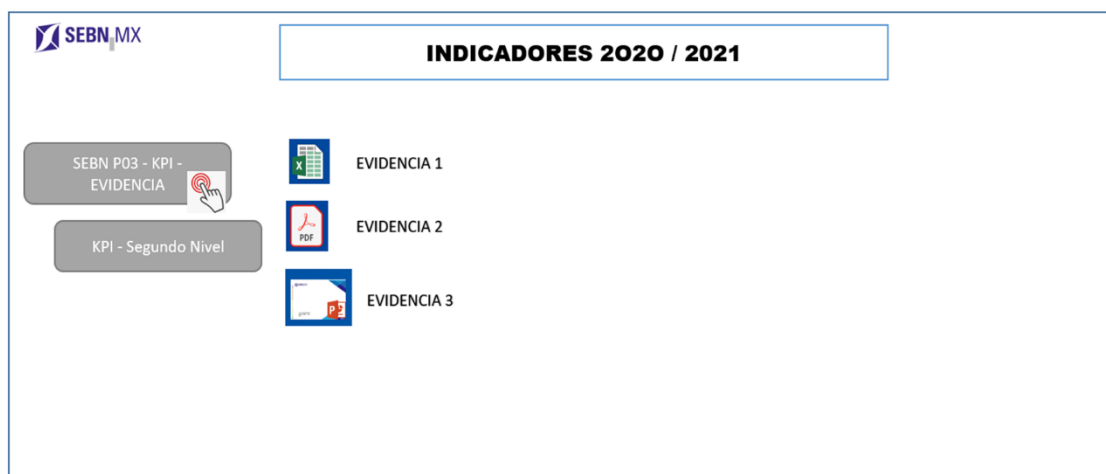 SEBN MX
INDICADORES 2O2O / 2021
SEBN P03 - KPI -
EVIDENCIA
KPI - Segundo Nivel
EVIDENCIA 1
PDF
EVIDENCIA 2
P
EVIDENCIA 3